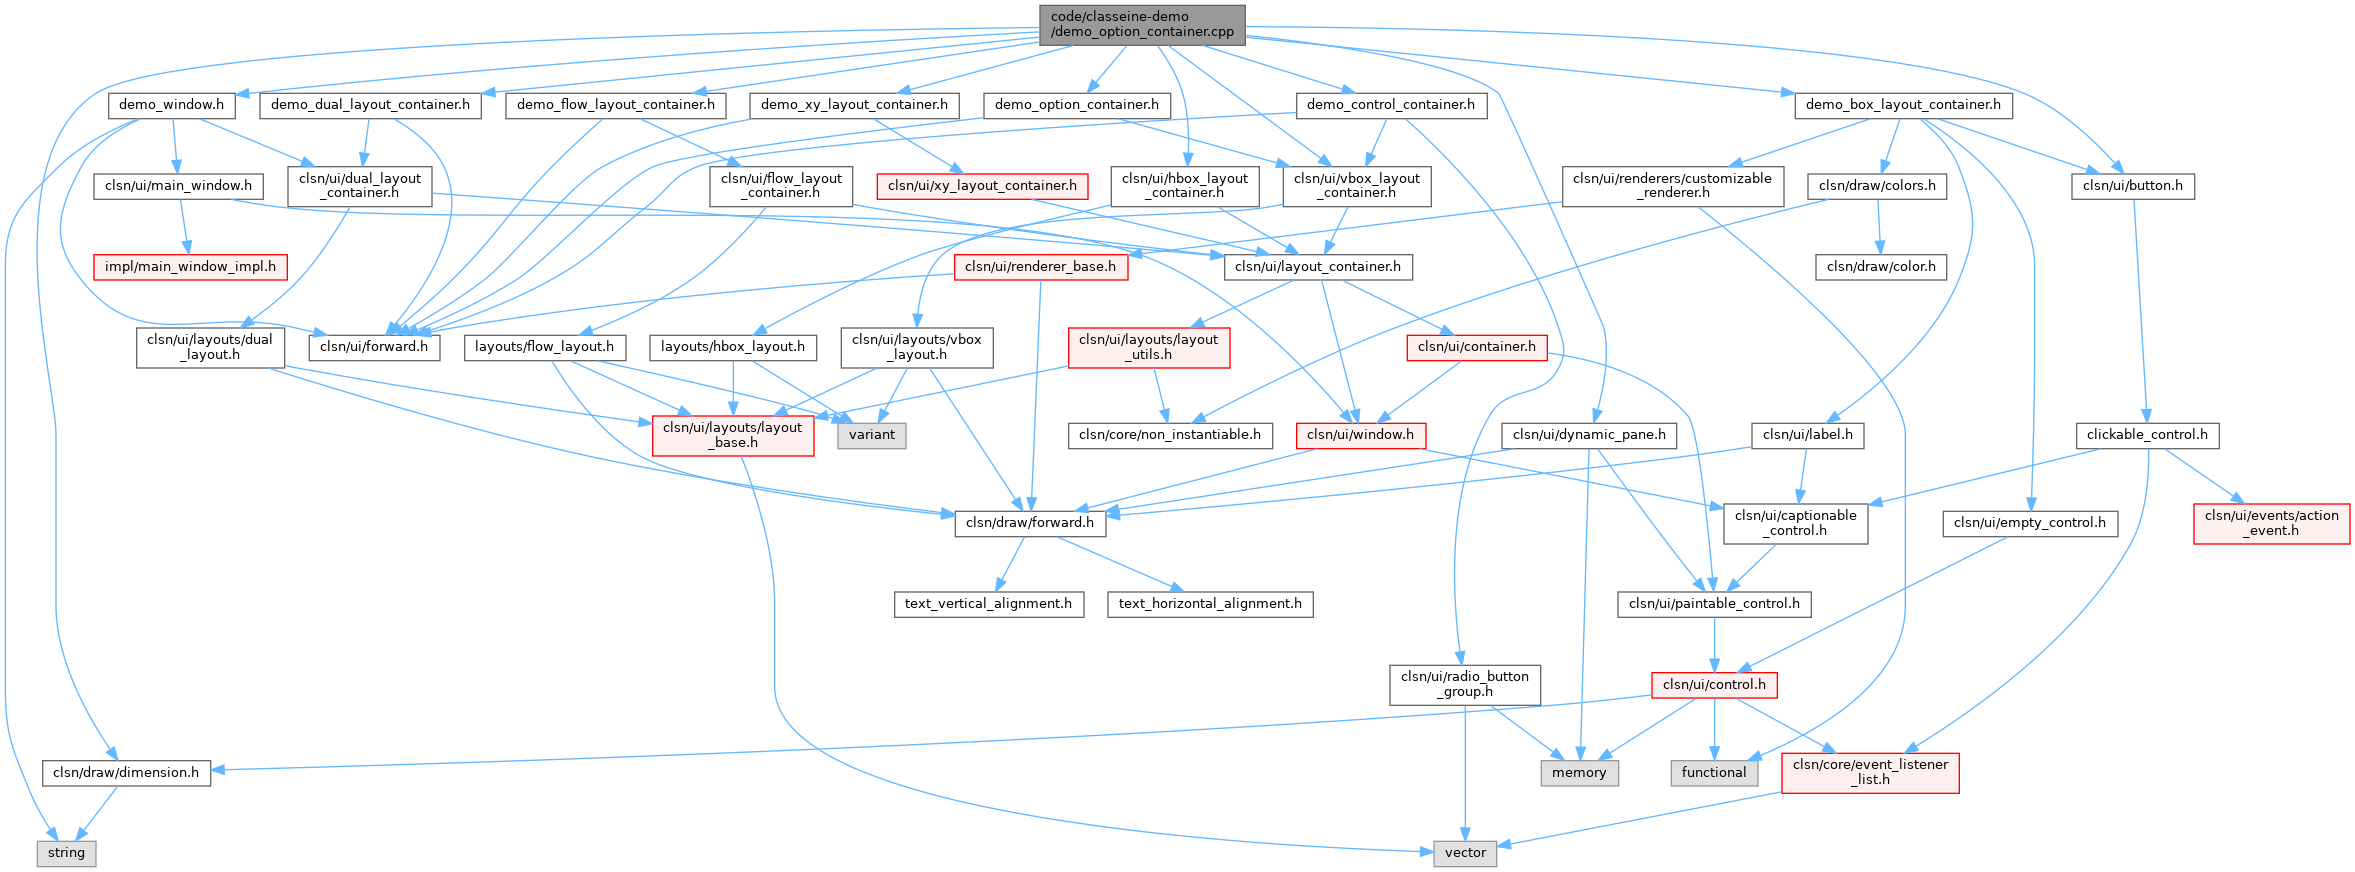 code/classeine-demo
/demo_option_container.cpp
demo_window.h
demo_dual_layout_container.h
demo_flow_layout_container.h
demo_xy_layout_container.h
demo_option_container.h
demo_control_container.h
demo_box_layout_container.h
clsn/ui/main_window.h
clsn/ui/dual_layout
_container.h
clsn/ui/flow_layout
_container.h
clsn/ui/xy_layout_container.h
clsn/ui/hbox_layout
_container.h
clsn/ui/vbox_layout
_container.h
clsn/ui/renderers/customizable
_renderer.h
clsn/draw/colors.h
clsn/ui/button.h
impl/main_window_impl.h
clsn/ui/renderer_base.h
clsn/ui/layout_container.h
clsn/draw/color.h
clsn/ui/layouts/dual
_layout.h
clsn/ui/forward.h
layouts/flow_layout.h
layouts/hbox_layout.h
clsn/ui/layouts/vbox
_layout.h
clsn/ui/layouts/layout
_utils.h
clsn/ui/container.h
clsn/ui/layouts/layout
_base.h
variant
clsn/core/non_instantiable.h
clsn/ui/window.h
clsn/ui/dynamic_pane.h
clsn/ui/label.h
clickable_control.h
clsn/draw/forward.h
clsn/ui/captionable
_control.h
clsn/ui/empty_control.h
clsn/ui/events/action
_event.h
text_vertical_alignment.h
text_horizontal_alignment.h
clsn/ui/paintable_control.h
clsn/ui/radio_button
_group.h
clsn/ui/control.h
clsn/draw/dimension.h
memory
functional
clsn/core/event_listener
_list.h
string
vector